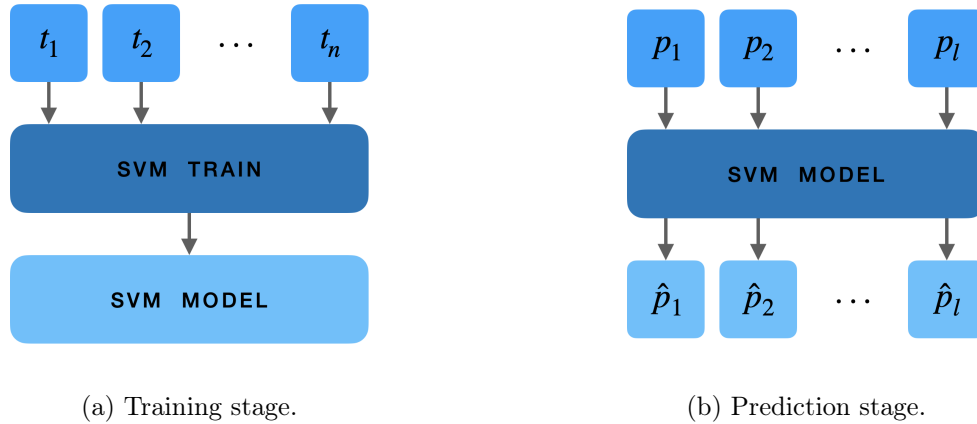 t₁ t₂ ... tₙ
SVM TRAIN
SVM MODEL
(a) Training stage.
p₁ p₂ ... pₗ
SVM MODEL
p̂₁ p̂₂ ... p̂ₗ
(b) Prediction stage.